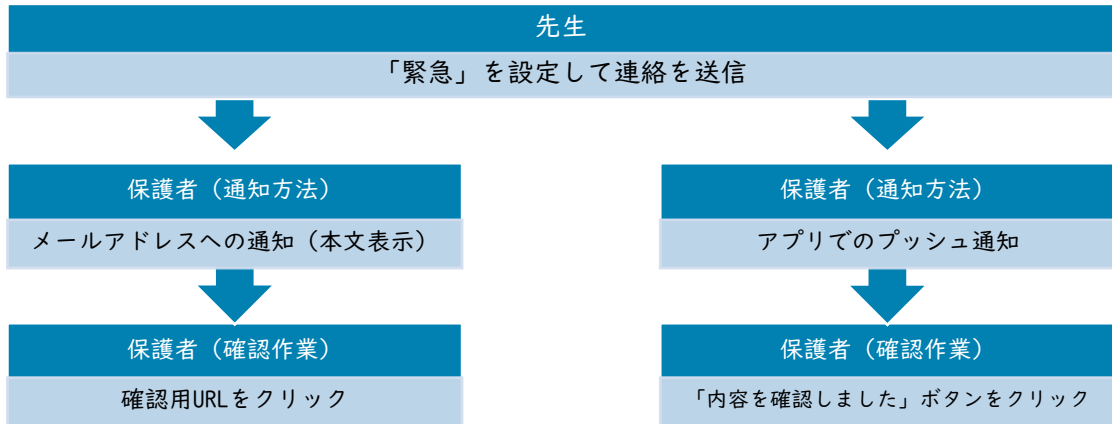 先生
「緊急」を設定して連絡を送信
保護者（通知方法）
メールアドレスへの通知（本文表示）
保護者（確認作業）
確認用URLをクリック
保護者（通知方法）
アプリでのプッシュ通知
保護者（確認作業）
「内容を確認しました」ボタンをクリック